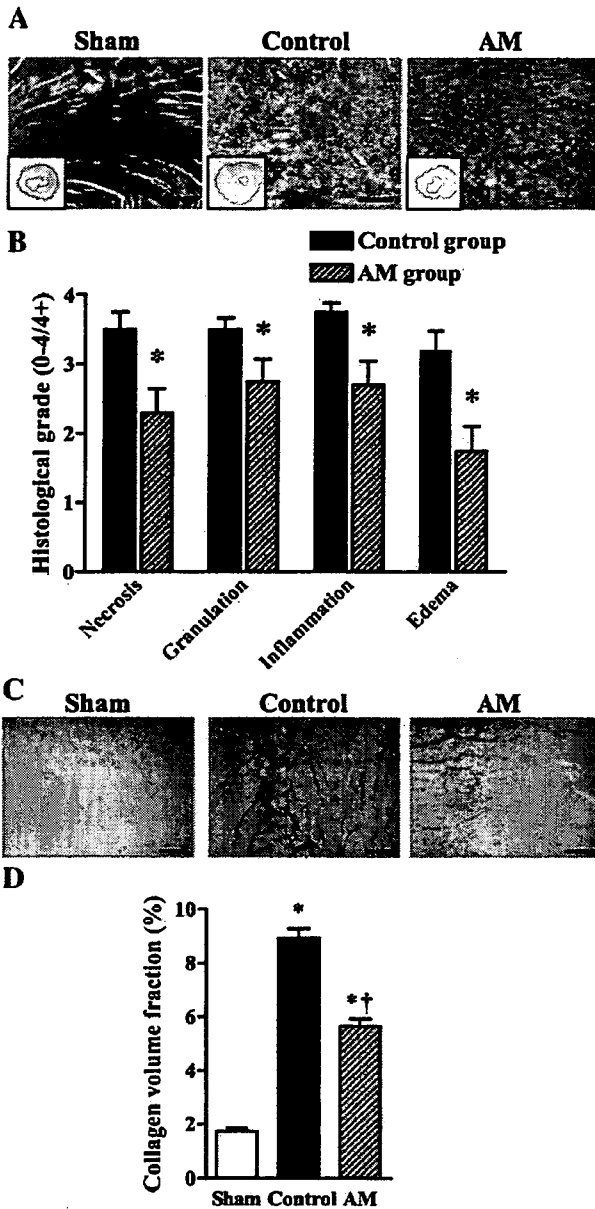 A
Sham Control AM
B
Control group
AM group
Histological grade (0-4/4+)
4
3
2
1
0
Necrosis
Granulation
Inflammation
Edema
* * * *
C
Sham Control AM
D
Collagen volume fraction (%)
10
8
6
4
2
0
*
*†
Sham Control AM